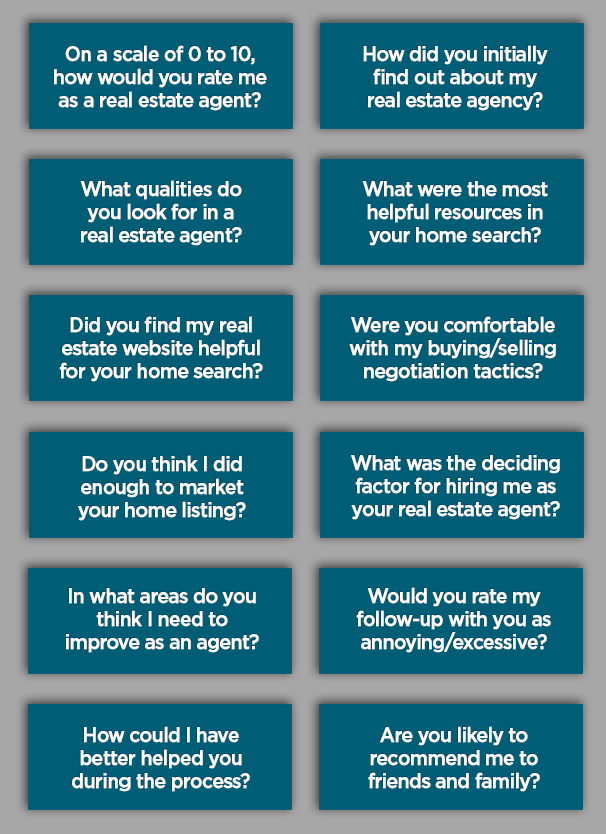 On a scale of 0 to 10,
how would you rate me
as a real estate agent?
How did you initially
find out about my
real estate agency?
What qualities do
you look for in a
real estate agent?
What were the most
helpful resources in
your home search?
Did you find my real
estate website helpful
for your home search?
Were you comfortable
with my buying/selling
negotiation tactics?
Do you think I did
enough to market
your home listing?
What was the deciding
factor for hiring me as
your real estate agent?
In what areas do you
think I need to
improve as an agent?
Would you rate my
follow-up with you as
annoying/excessive?
How could I have
better helped you
during the process?
Are you likely to
recommend me to
friends and family?